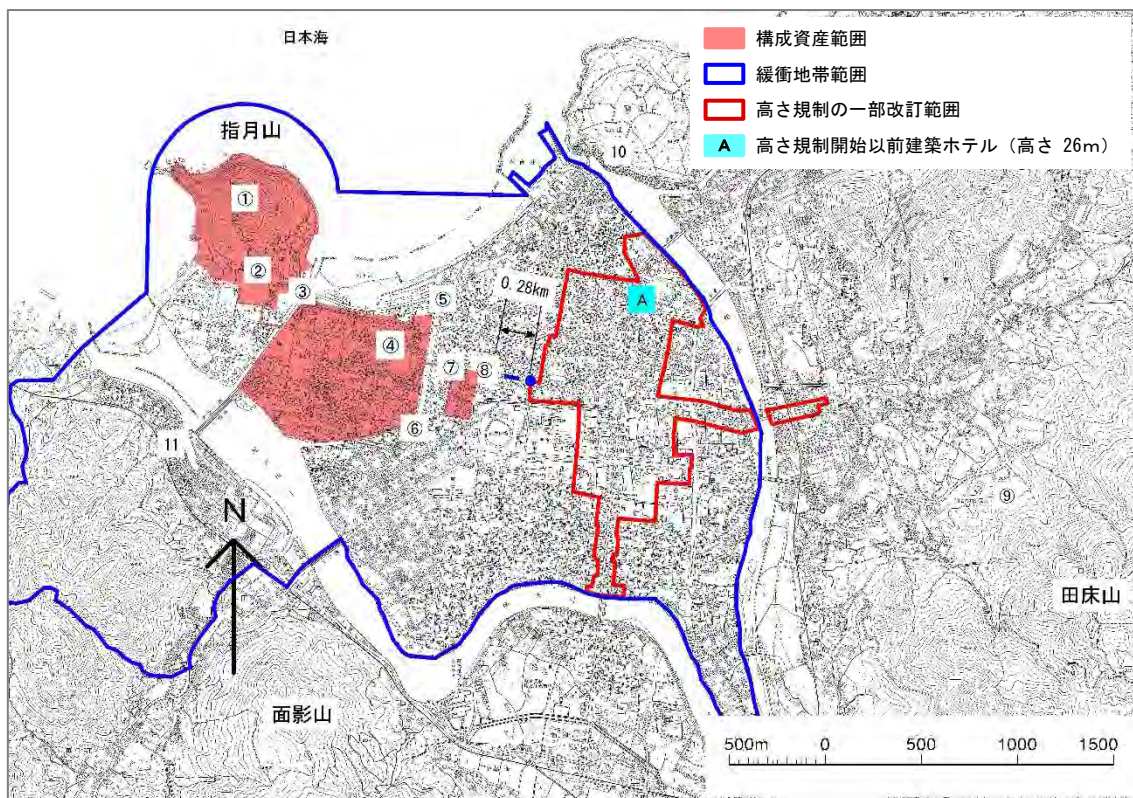 日本海
構成資産範囲
緩衝地帯範囲
高さ規制の一部改訂範囲
A 高さ規制開始以前建築ホテル（高さ 26m）
指月山
10
①
②
③
0.28km
A
⑤
④
⑦
⑧
⑥
11
N
⑨
田床山
面影山
500m 0 500 1000 1500